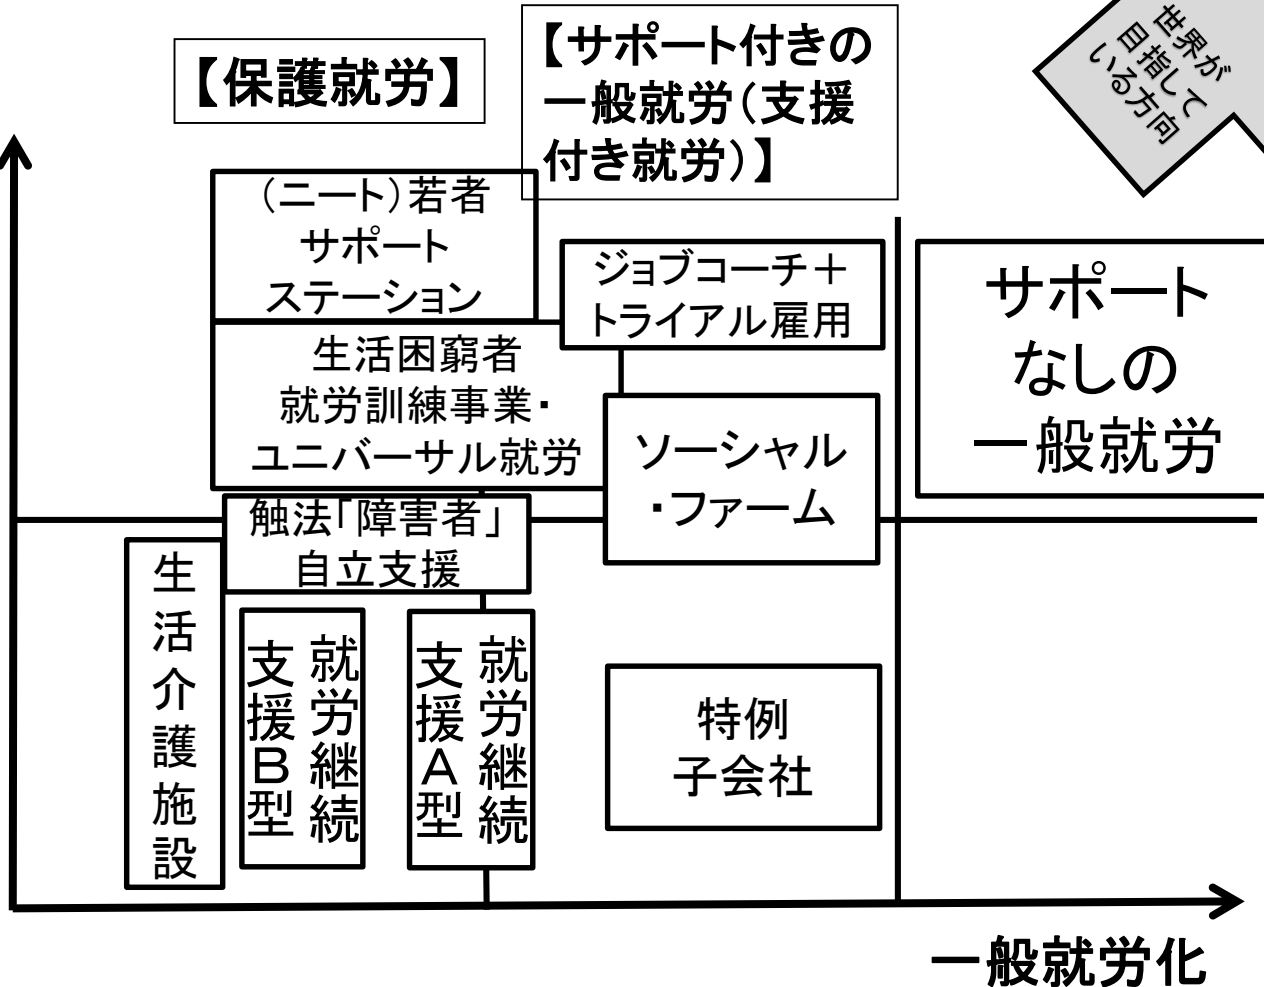 【保護就労】
【サポート付きの
一般就労(支援
付き就労)】
世界が
目指して
いる方向
(ニート)若者
サポート
ステーション
ジョブコーチ+
トライアル雇用
サポート
なしの
一般就労
生活困窮者
就労訓練事業・
ユニバーサル就労
ソーシャル
・ファーム
触法「障害者」
自立支援
生活介護施設
就労継続
支援B型
就労継続
支援A型
特例
子会社
一般就労化